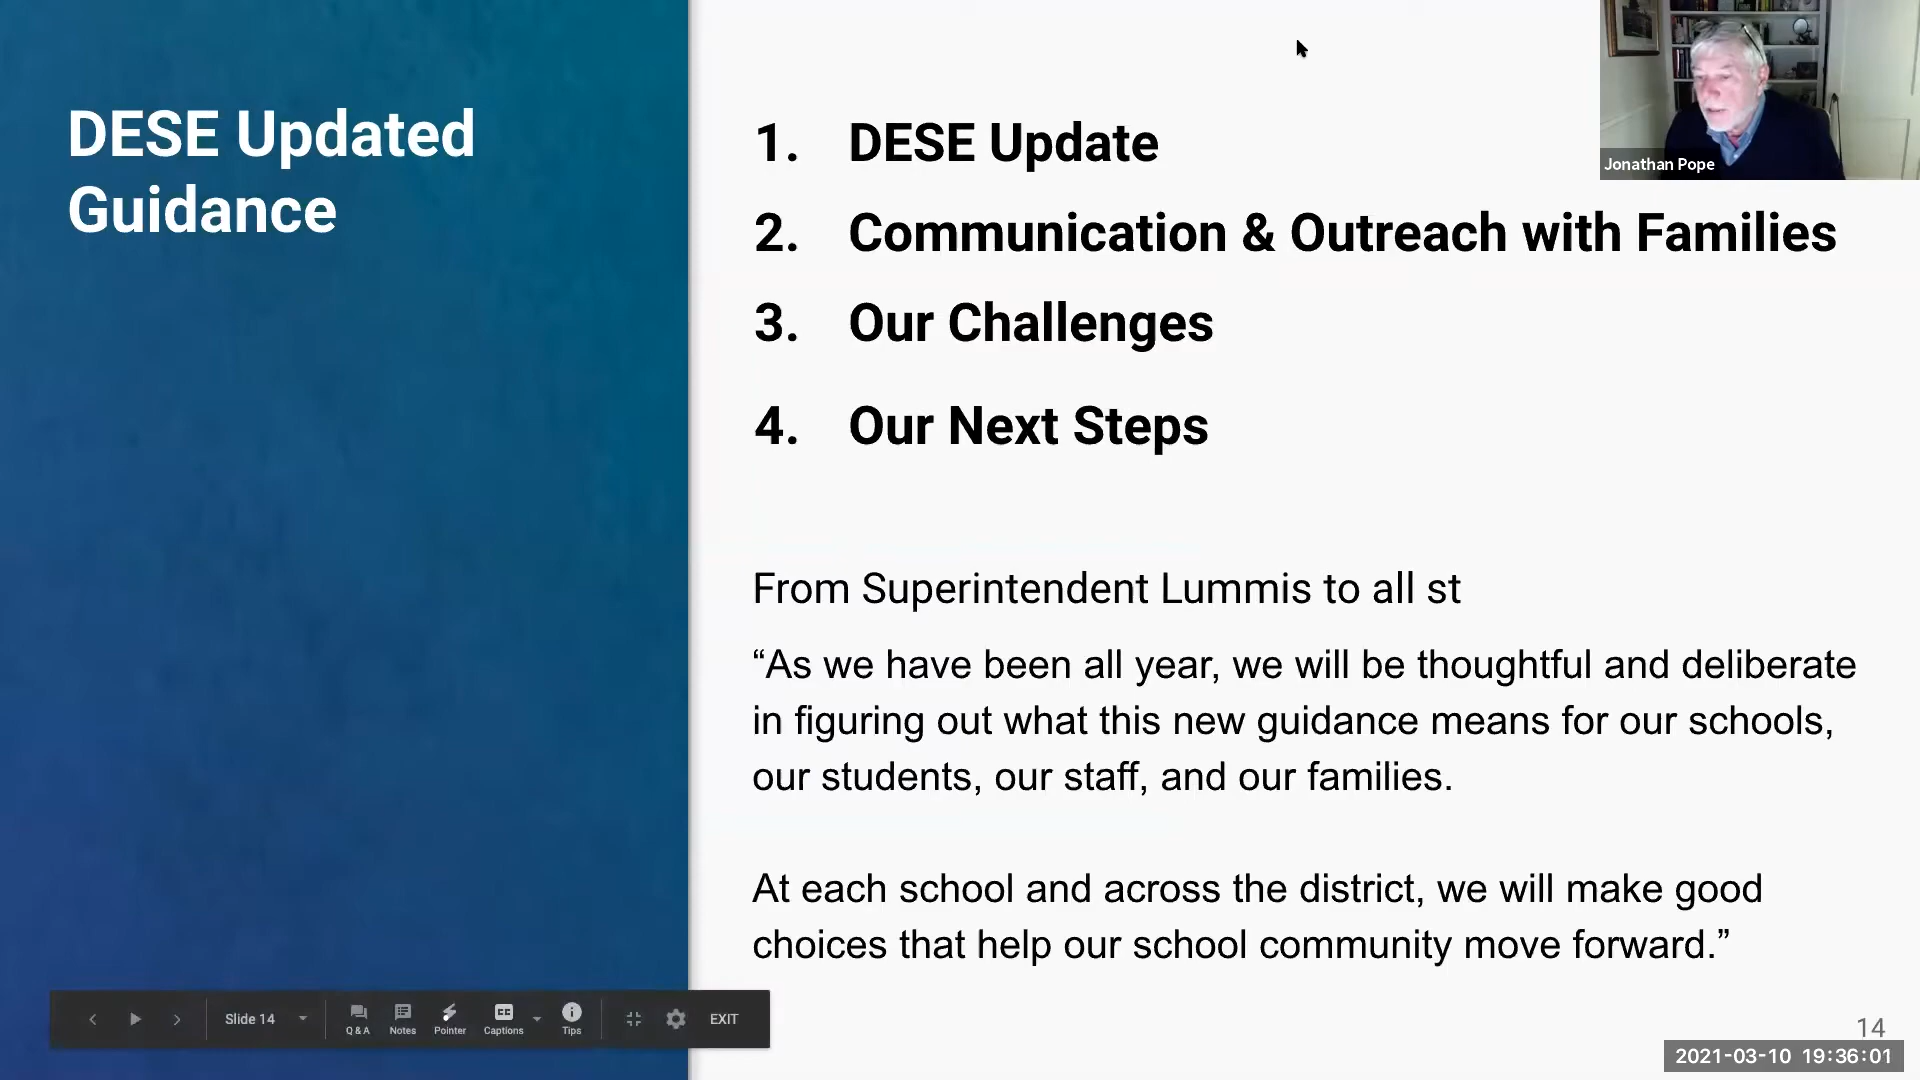 DESE Updated
Guidance
1. DESE Update
2. Communication & Outreach with Families
3. Our Challenges
4. Our Next Steps
From Superintendent Lummis to all st
“As we have been all year, we will be thoughtful and deliberate
in figuring out what this new guidance means for our schools,
our students, our staff, and our families.
At each school and across the district, we will make good
choices that help our school community move forward.”
Jonathan Pope
Slide 14
Q & A
Notes
Pointer
CC
Captions
Tips
EXIT
14
2021-03-10 19:36:01